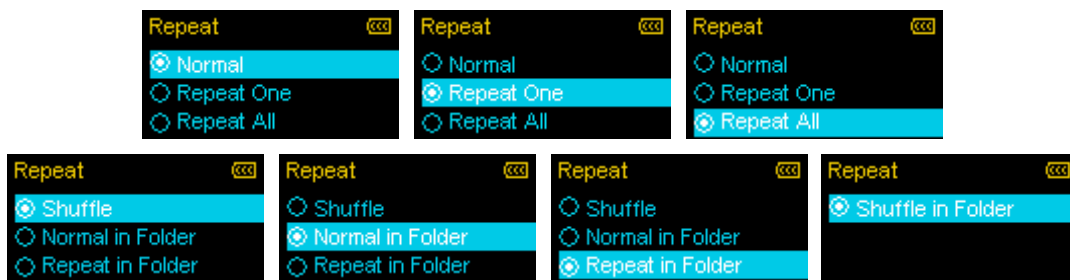 Repeat
Normal
Repeat One
Repeat All
Repeat
Normal
Repeat One
Repeat All
Repeat
Normal
Repeat One
Repeat All
Repeat
Shuffle
Normal in Folder
Repeat in Folder
Repeat
Shuffle
Normal in Folder
Repeat in Folder
Repeat
Shuffle
Normal in Folder
Repeat in Folder
Repeat
Shuffle in Folder